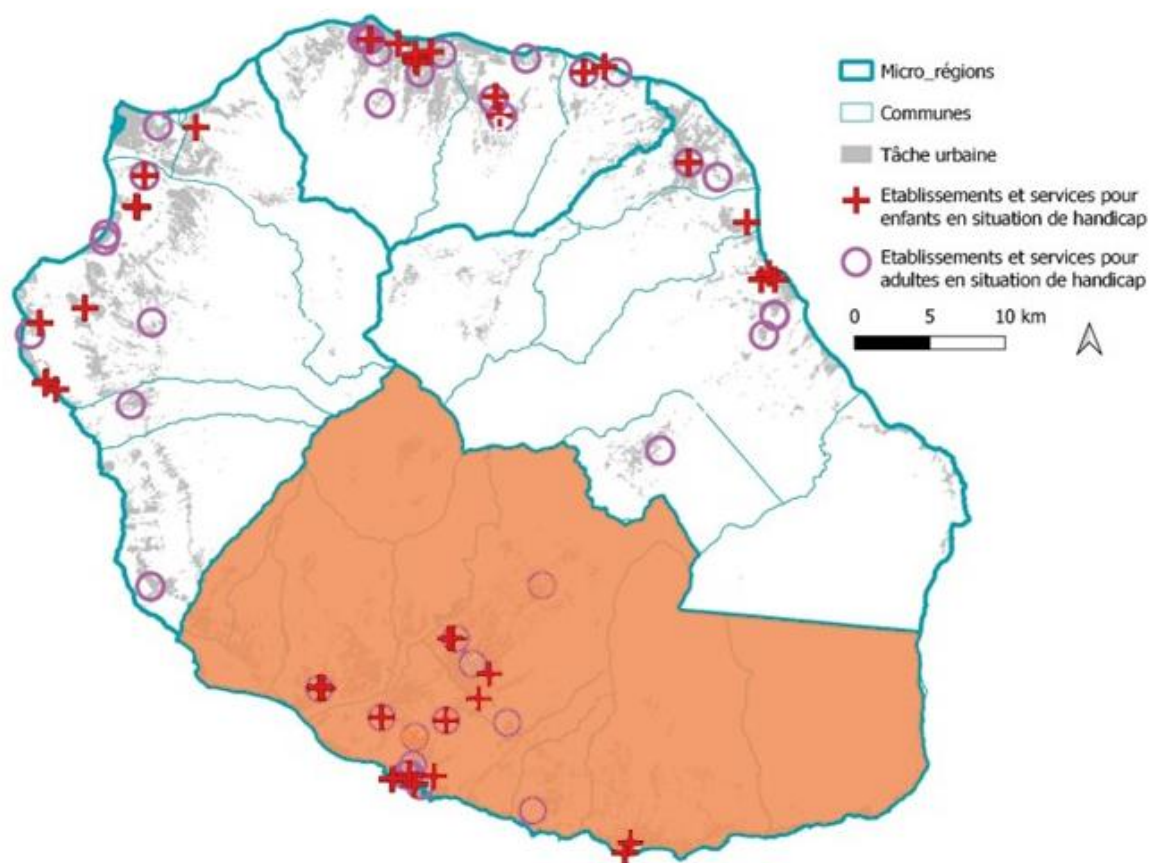 Micro_régions
Communes
Tâche urbaine
Etablissements et services pour
enfants en situation de handicap
Etablissements et services pour
adultes en situation de handicap
0 5 10 km